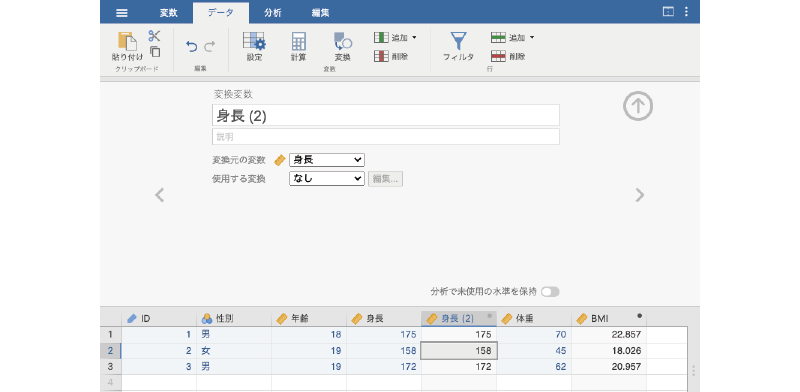 変数 データ 分析 編集
貼り付け 設定 計算 変換 追加 削除 フィルタ 追加 削除
クリップボード 編集 変数 行
変換変数
身長 (2)
説明
変換元の変数 身長
使用する変換 なし 編集...
分析で未使用の水準を保持
ID 性別 年齢 身長 身長 (2) 体重 BMI
1 1 男 18 175 175 70 22.857
2 2 女 19 158 158 45 18.026
3 3 男 19 172 172 62 20.957
4